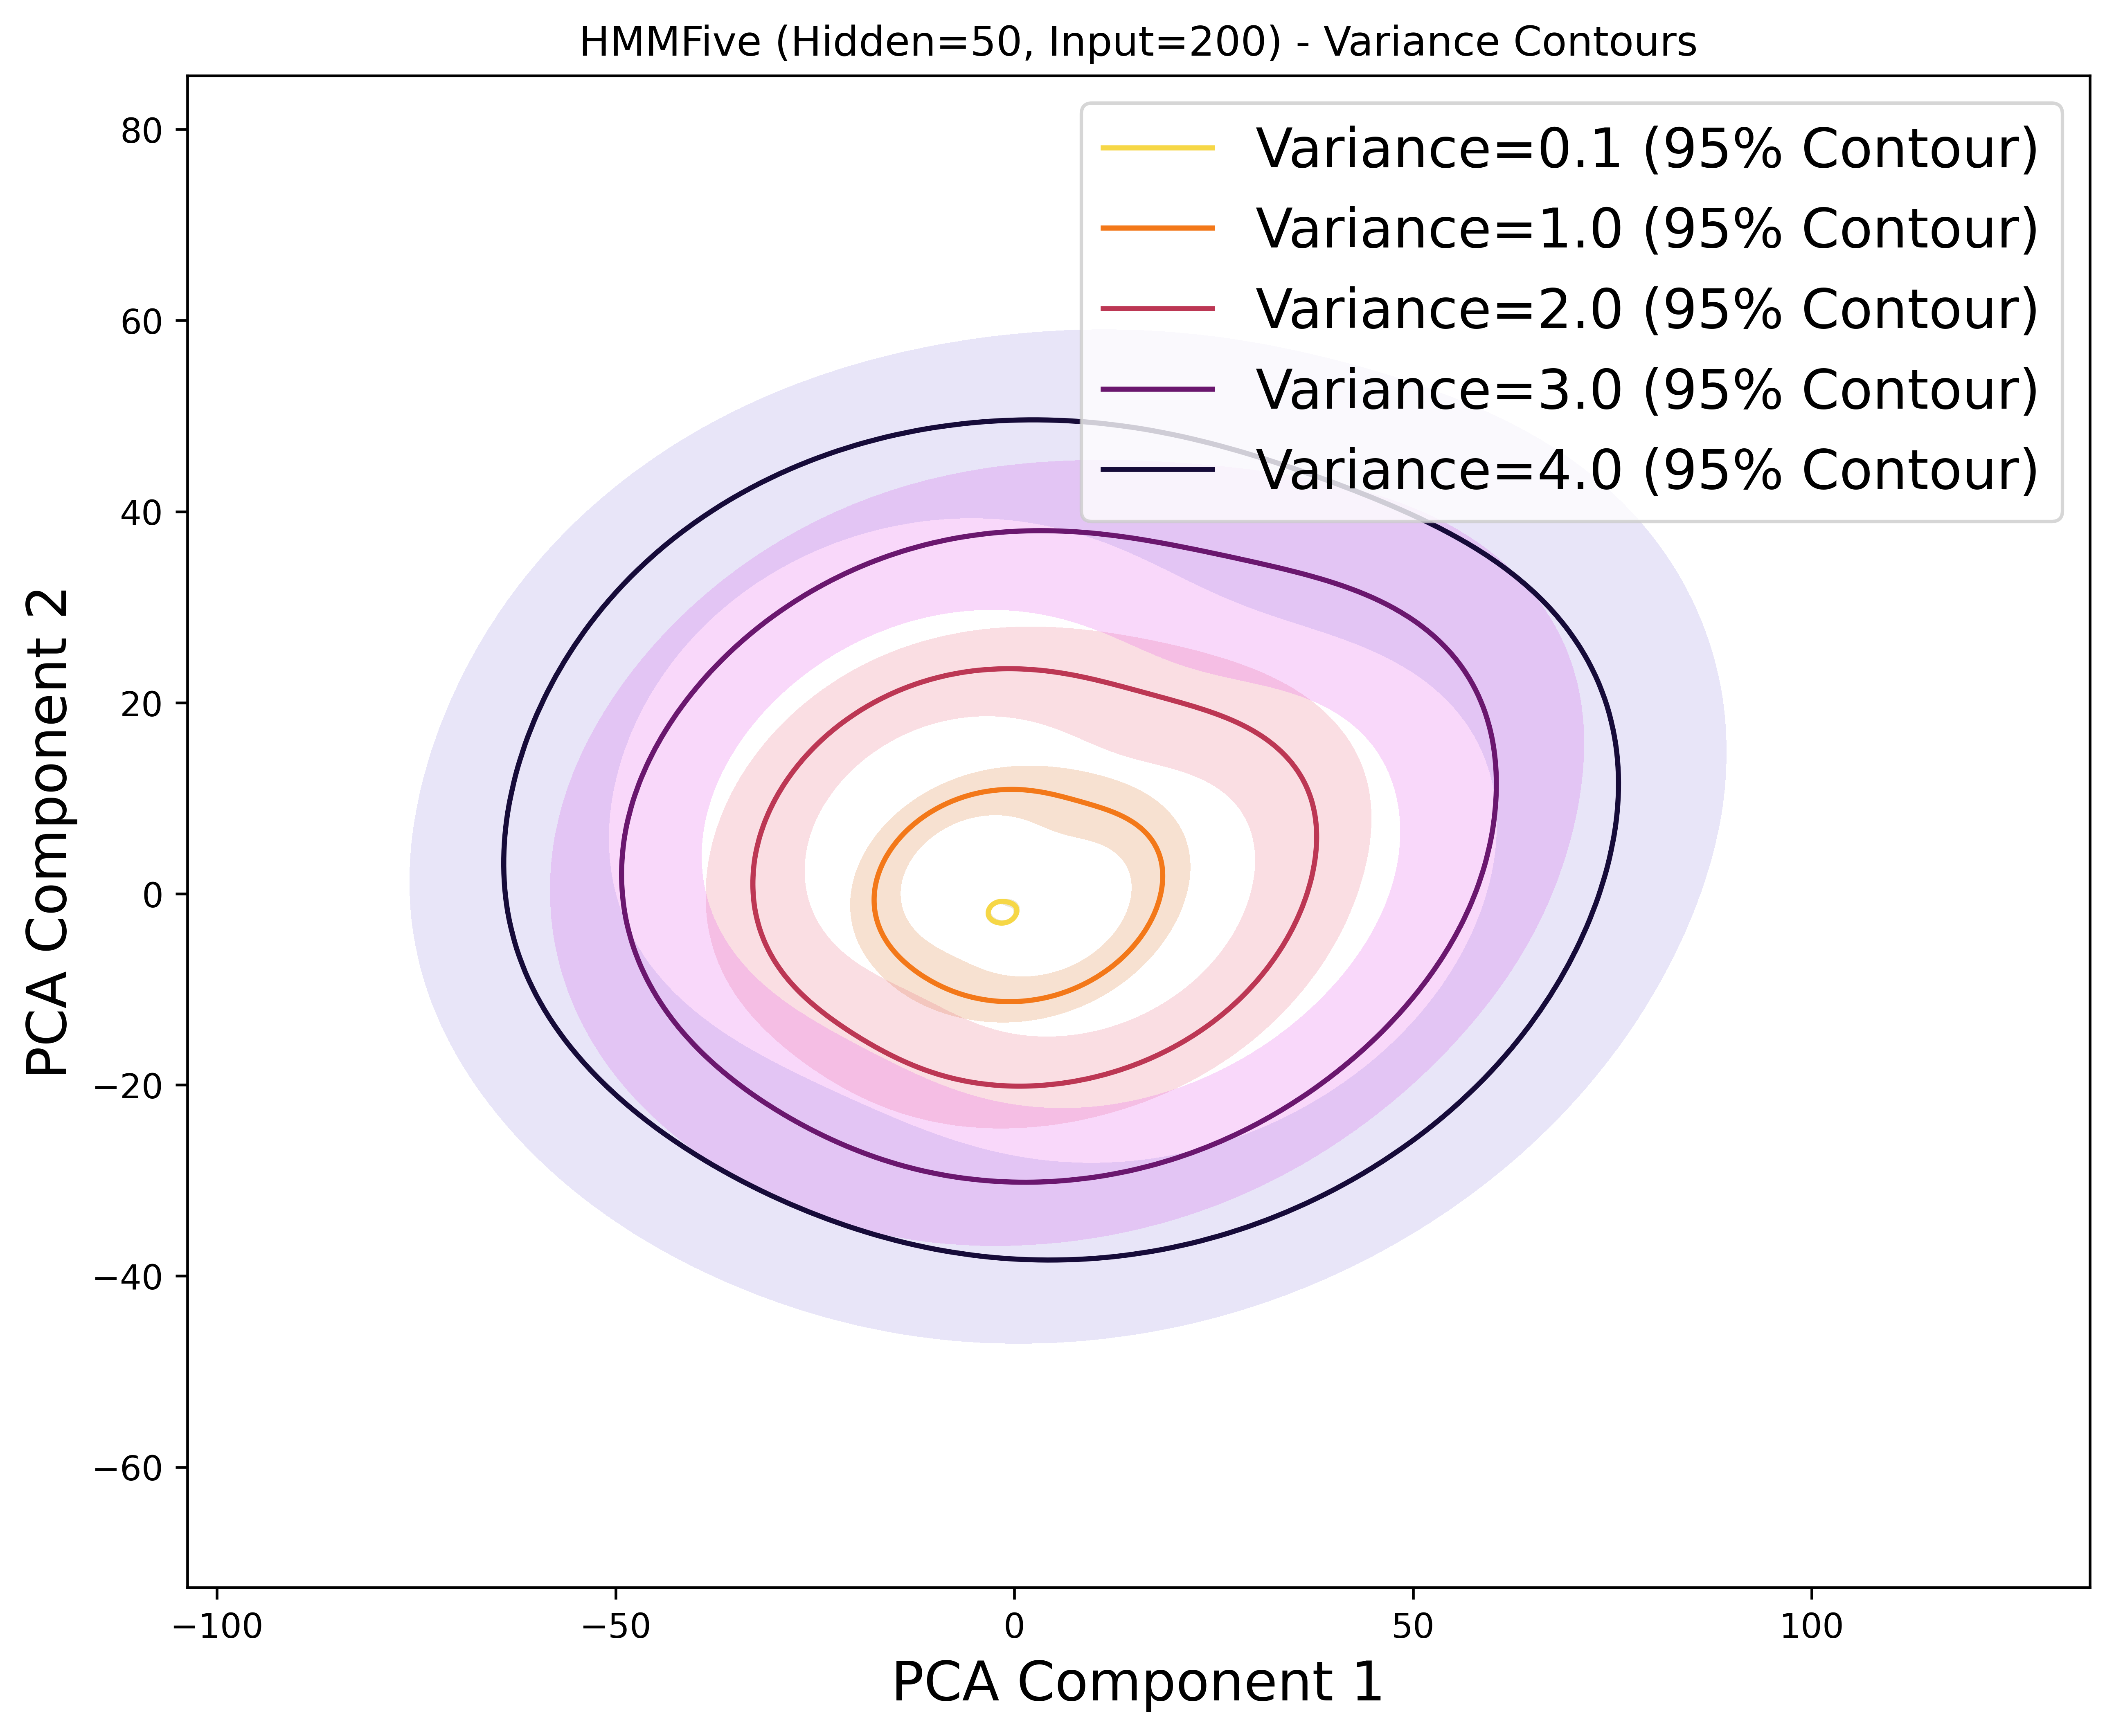 HMMFive (Hidden=50, Input=200) - Variance Contours
Variance=0.1 (95% Contour)
Variance=1.0 (95% Contour)
Variance=2.0 (95% Contour)
Variance=3.0 (95% Contour)
Variance=4.0 (95% Contour)
PCA Component 2
80
60
40
20
0
−20
−40
−60
−100
−50
0
50
100
PCA Component 1